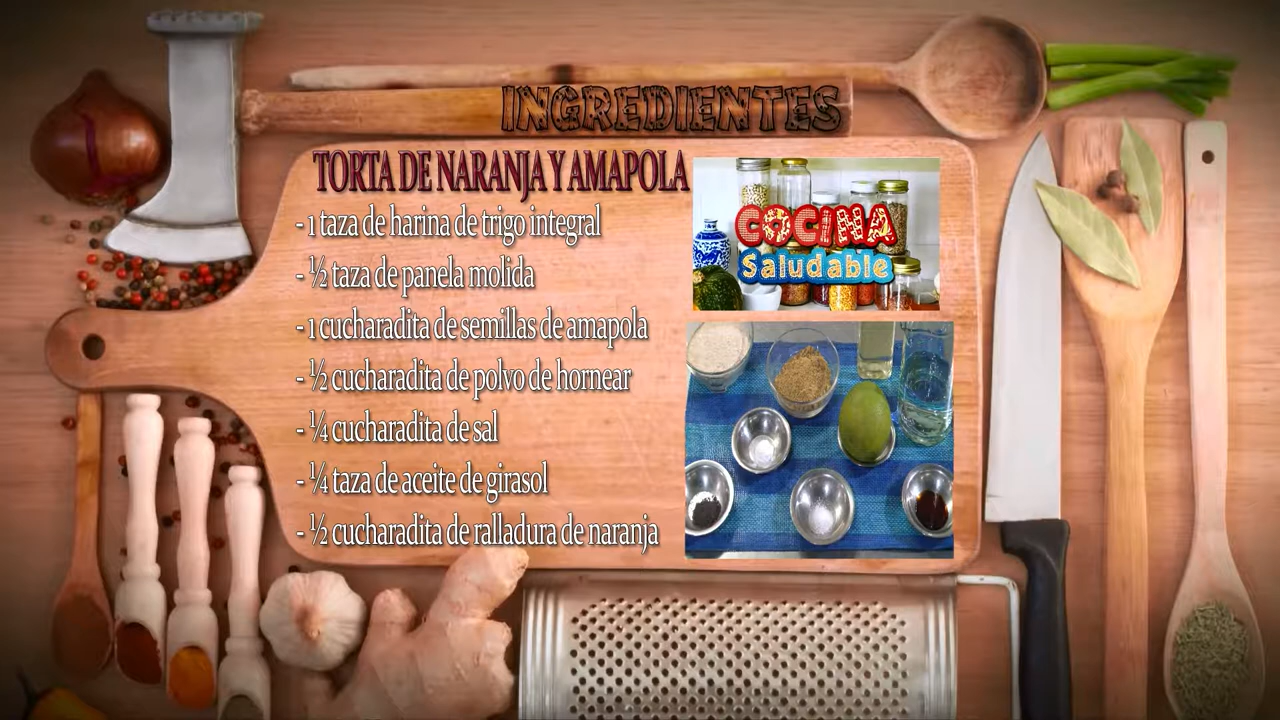 INGREDIENTES
TORTA DE NARANJA Y AMAPOLA
- 1 taza de harina de trigo integral
- ½ taza de panela molida
- 1 cucharadita de semillas de amapola
- ½ cucharadita de polvo de hornear
- ¼ cucharadita de sal
- ¼ taza de aceite de girasol
- ½ cucharadita de ralladura de naranja
COCINA
Saludable